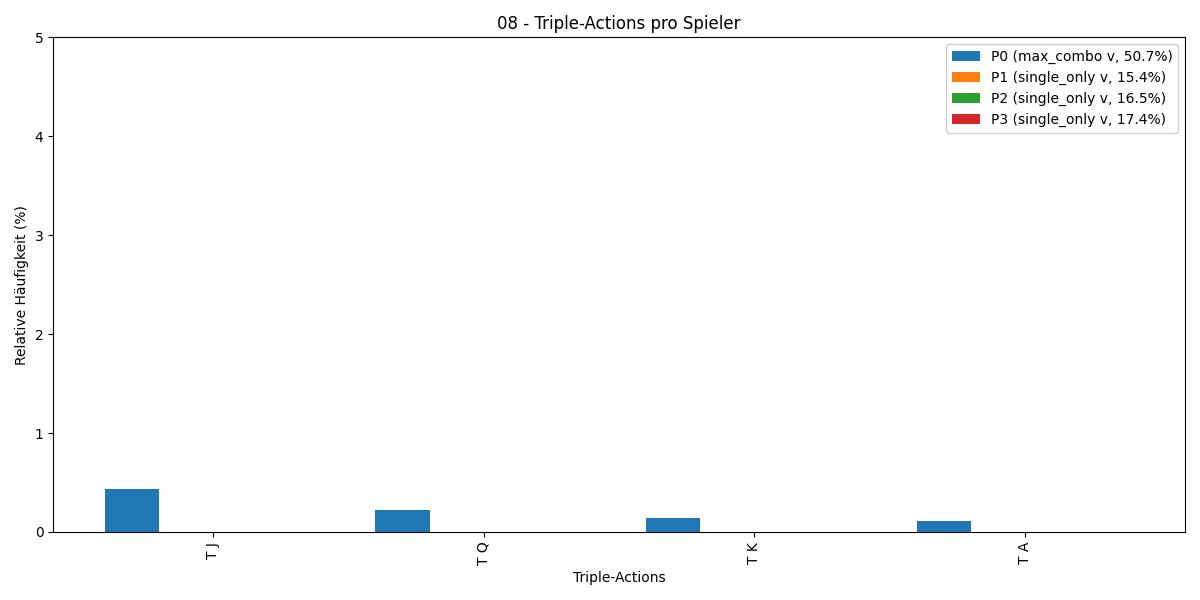 08 - Triple-Actions pro Spieler
P0 (max_combo v, 50.7%)
P1 (single_only v, 15.4%)
P2 (single_only v, 16.5%)
P3 (single_only v, 17.4%)
Relative Häufigkeit (%)
5
4
3
2
1
0
T J
T Q
T K
T A
Triple-Actions